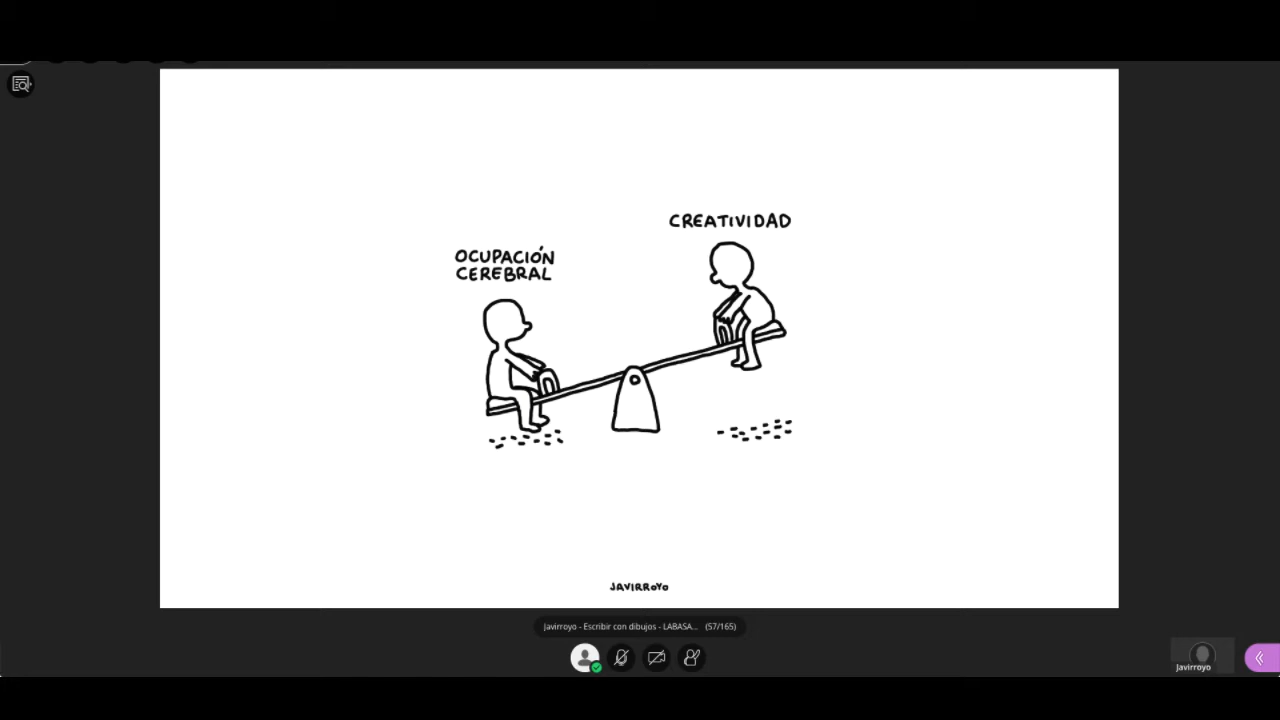 CREATIVIDAD
OCUPACIÓN
CEREBRAL
JAVIRROYO
Javirroyo - Escribir con dibujos - LABASA... (57/165)
Javirroyo